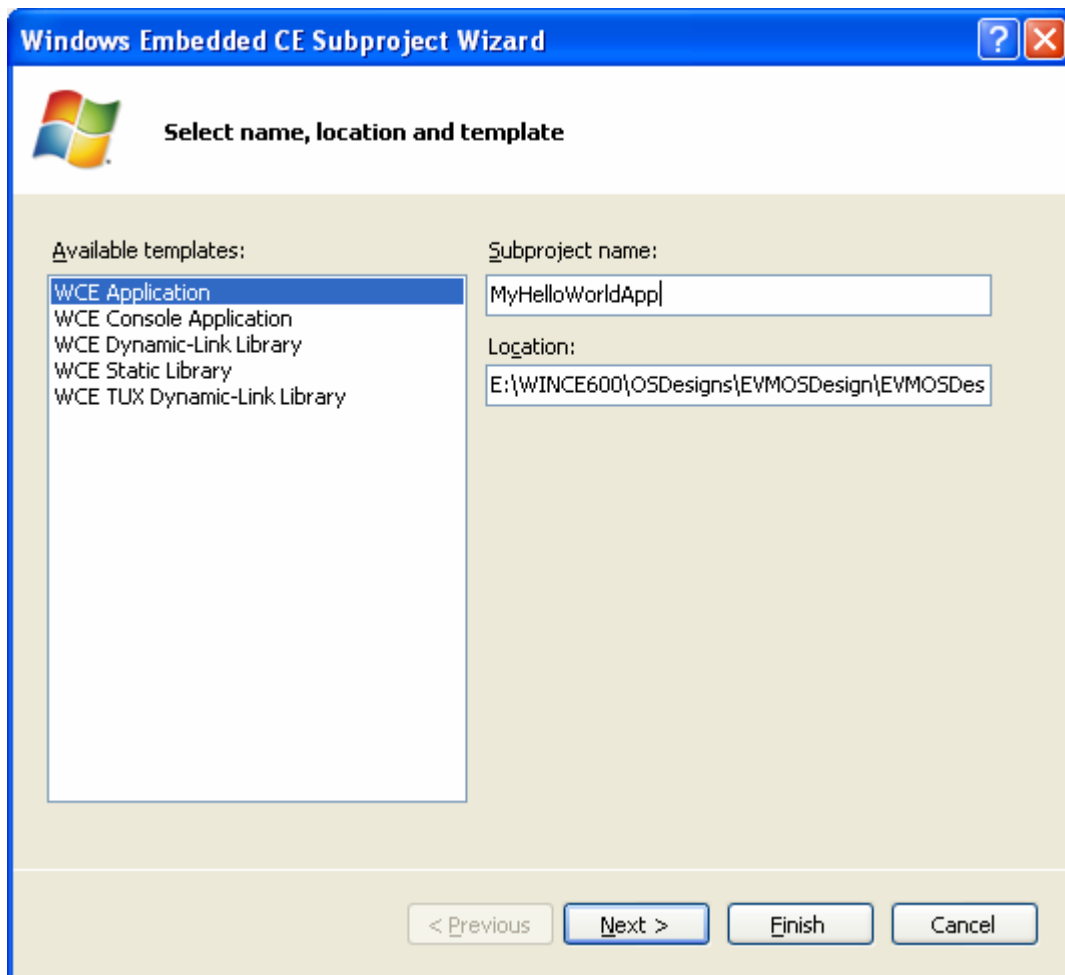 Windows Embedded CE Subproject Wizard
Select name, location and template
Available templates:
WCE Application
WCE Console Application
WCE Dynamic-Link Library
WCE Static Library
WCE TUX Dynamic-Link Library
Subproject name:
MyHelloWorldApp
Location:
E:\WINCE600\OSDesigns\EVMOSDesign\EVMOSDes
< Previous
Next >
Finish
Cancel